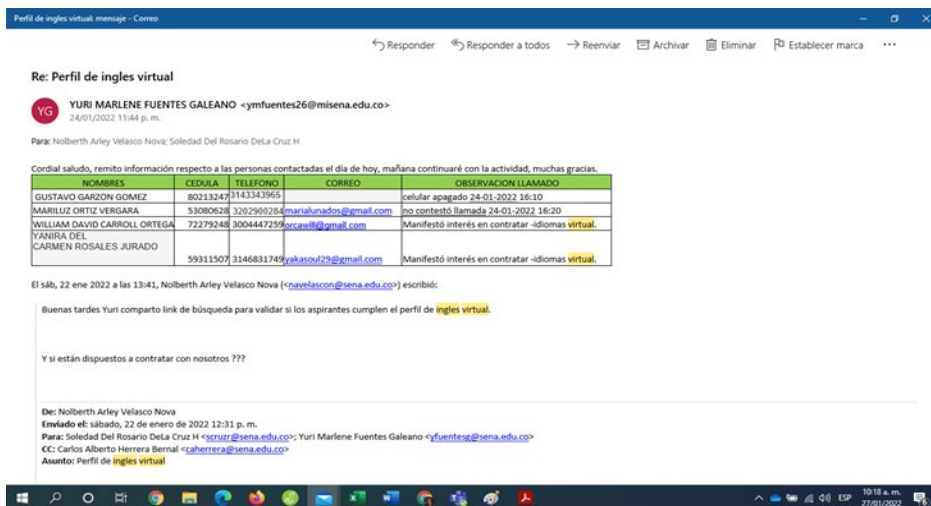 Perfil de ingles virtual: mensaje - Correo
Responder Responder a todos Reenviar Archivar Eliminar Establecer marca ...
Re: Perfil de ingles virtual
YG
YURI MARLENE FUENTES GALEANO <ymfuentes26@misena.edu.co>
24/01/2022 11:44 p. m.
Para: Nolberth Arley Velasco Nova; Soledad Del Rosario DeLa Cruz H
Cordial saludo, remito información respecto a las personas contactadas el día de hoy, mañana continuaré con la actividad, muchas gracias.
NOMBRES CEDULA TELEFONO CORREO OBSERVACION LLAMADO
GUSTAVO GARZON GOMEZ 80213247 3143343965 celular apagado 24-01-2022 16:10
MARILUZ ORTIZ VERGARA 53080628 3202900284 marialunados@gmail.com no contestó llamada 24-01-2022 16:20
WILLIAM DAVID CARROLL ORTEGA 72279248 3004447259 orcawill@gmail.com Manifestó interés en contratar -idiomas virtual.
YANIRA DEL
CARMEN ROSALES JURADO
59311507 3146831749 yakasoul29@gmail.com Manifestó interés en contratar -idiomas virtual.
El sáb, 22 ene 2022 a las 13:41, Nolberth Arley Velasco Nova (<navelascon@sena.edu.co>) escribió:
Buenas tardes Yuri comparto link de búsqueda para validar si los aspirantes cumplen el perfil de ingles virtual.
Y si están dispuestos a contratar con nosotros ???
De: Nolberth Arley Velasco Nova
Enviado el: sábado, 22 de enero de 2022 12:31 p. m.
Para: Soledad Del Rosario DeLa Cruz H <scruzr@sena.edu.co>; Yuri Marlene Fuentes Galeano <yfuentesg@sena.edu.co>
CC: Carlos Alberto Herrera Bernal <caherrera@sena.edu.co>
Asunto: Perfil de ingles virtual
ESP 10:18 a. m.
27/01/2022